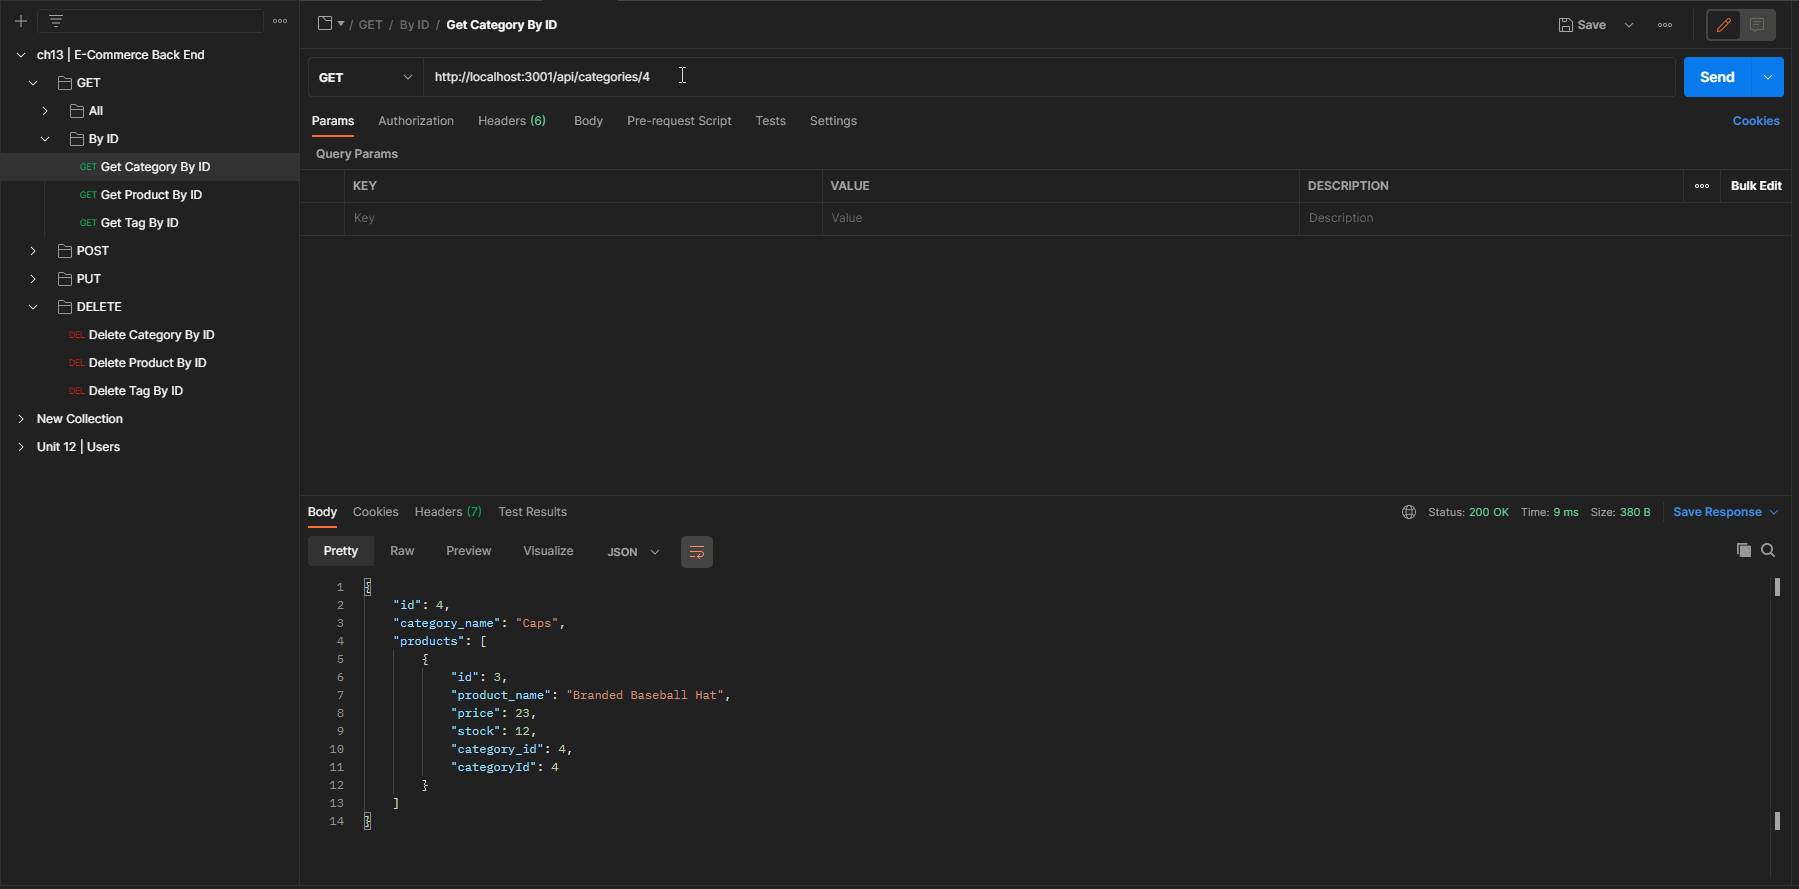 ch13 | E-Commerce Back End
GET
All
By ID
GET Get Category By ID
GET Get Product By ID
GET Get Tag By ID
POST
PUT
DELETE
DEL Delete Category By ID
DEL Delete Product By ID
DEL Delete Tag By ID
New Collection
Unit 12 | Users
/ GET / By ID / Get Category By ID
Save
GET http://localhost:3001/api/categories/4
Send
Params Authorization Headers (6) Body Pre-request Script Tests Settings Cookies
Query Params
KEY VALUE DESCRIPTION Bulk Edit
Key Value Description
Body Cookies Headers (7) Test Results Status: 200 OK Time: 9 ms Size: 380 B Save Response
Pretty Raw Preview Visualize JSON
1 {
2 "id": 4,
3 "category_name": "Caps",
4 "products": [
5 {
6 "id": 3,
7 "product_name": "Branded Baseball Hat",
8 "price": 23,
9 "stock": 12,
10 "category_id": 4,
11 "categoryId": 4
12 }
13 ]
14 }